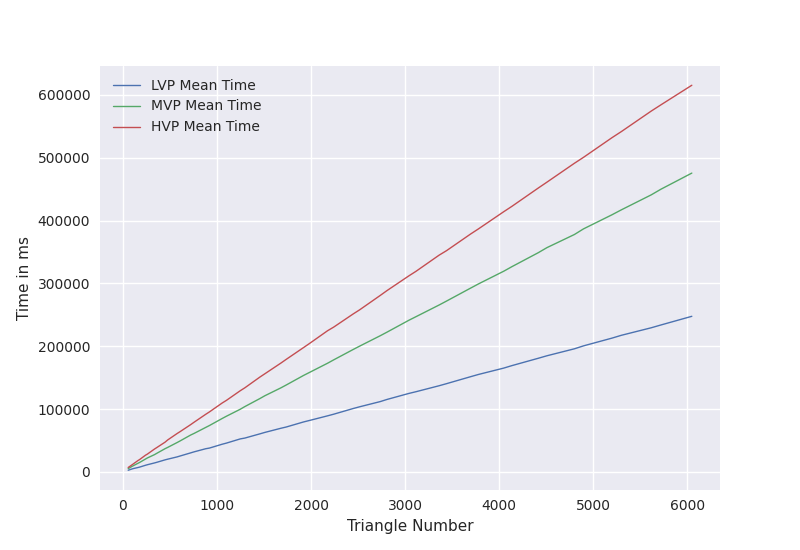 LVP Mean Time
MVP Mean Time
HVP Mean Time
600000
500000
400000
300000
200000
100000
0
Time in ms
0 1000 2000 3000 4000 5000 6000
Triangle Number